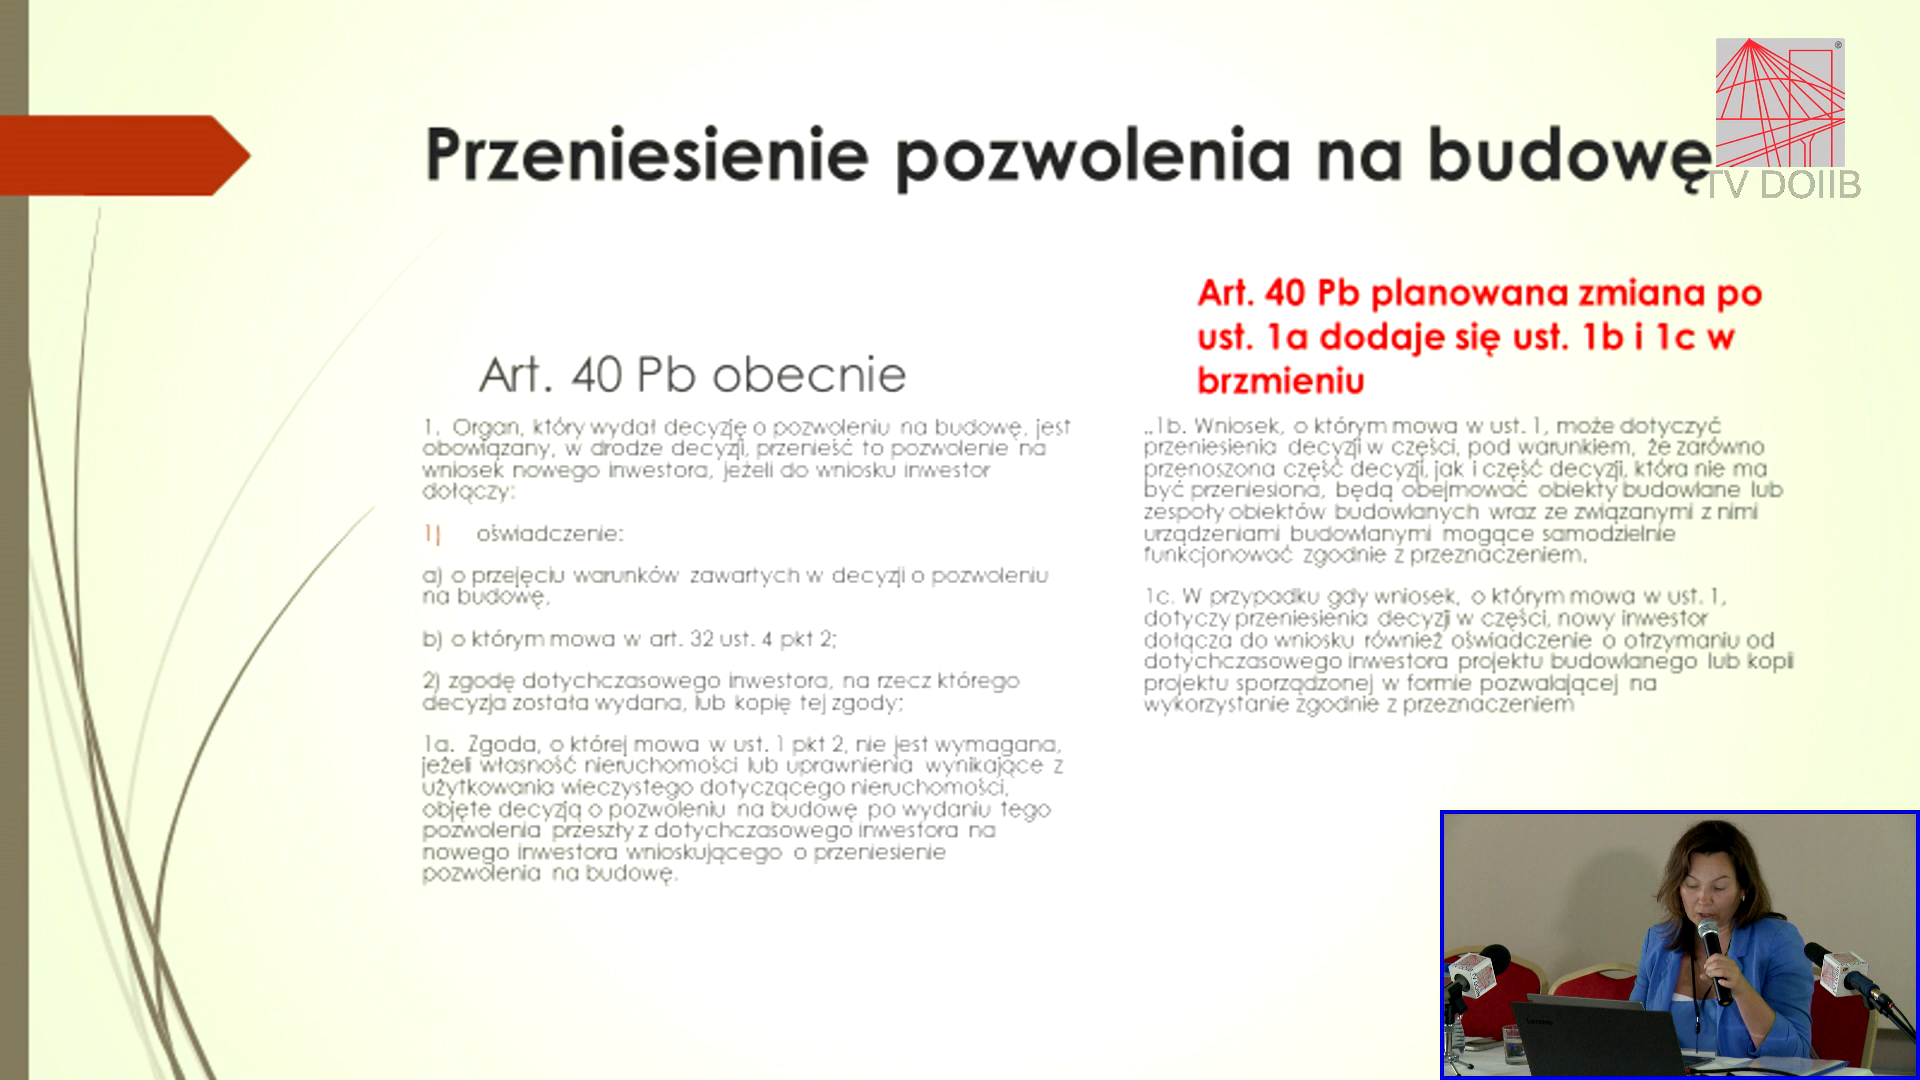 Przeniesienie pozwolenia na budowę
®
TV DOIIB
Art. 40 Pb obecnie
1. Organ, który wydał decyzję o pozwoleniu na budowę, jest
obowiązany, w drodze decyzji, przenieść to pozwolenie na
wniosek nowego inwestora, jeżeli do wniosku inwestor
dołączy:
1) oświadczenie:
a) o przejęciu warunków zawartych w decyzji o pozwoleniu
na budowę,
b) o którym mowa w art. 32 ust. 4 pkt 2;
2) zgodę dotychczasowego inwestora, na rzecz którego
decyzja została wydana, lub kopię tej zgody;
1a. Zgoda, o której mowa w ust. 1 pkt 2, nie jest wymagana,
jeżeli własność nieruchomości lub uprawnienia wynikające z
użytkowania wieczystego dotyczącego nieruchomości,
objęte decyzją o pozwoleniu na budowę po wydaniu tego
pozwolenia przeszły z dotychczasowego inwestora na
nowego inwestora wnioskującego o przeniesienie
pozwolenia na budowę.
Art. 40 Pb planowana zmiana po
ust. 1a dodaje się ust. 1b i 1c w
brzmieniu
„1b. Wniosek, o którym mowa w ust. 1, może dotyczyć
przeniesienia decyzji w części, pod warunkiem, że zarówno
przenoszona część decyzji, jak i część decyzji, która nie ma
być przeniesiona, będą obejmować obiekty budowlane lub
zespoły obiektów budowlanych wraz ze związanymi z nimi
urządzeniami budowlanymi mogące samodzielnie
funkcjonować zgodnie z przeznaczeniem.
1c. W przypadku gdy wniosek, o którym mowa w ust. 1,
dotyczy przeniesienia decyzji w części, nowy inwestor
dołącza do wniosku również oświadczenie o otrzymaniu od
dotychczasowego inwestora projektu budowlanego lub kopii
projektu sporządzonej w formie pozwalającej na
wykorzystanie zgodnie z przeznaczeniem
Lenovo